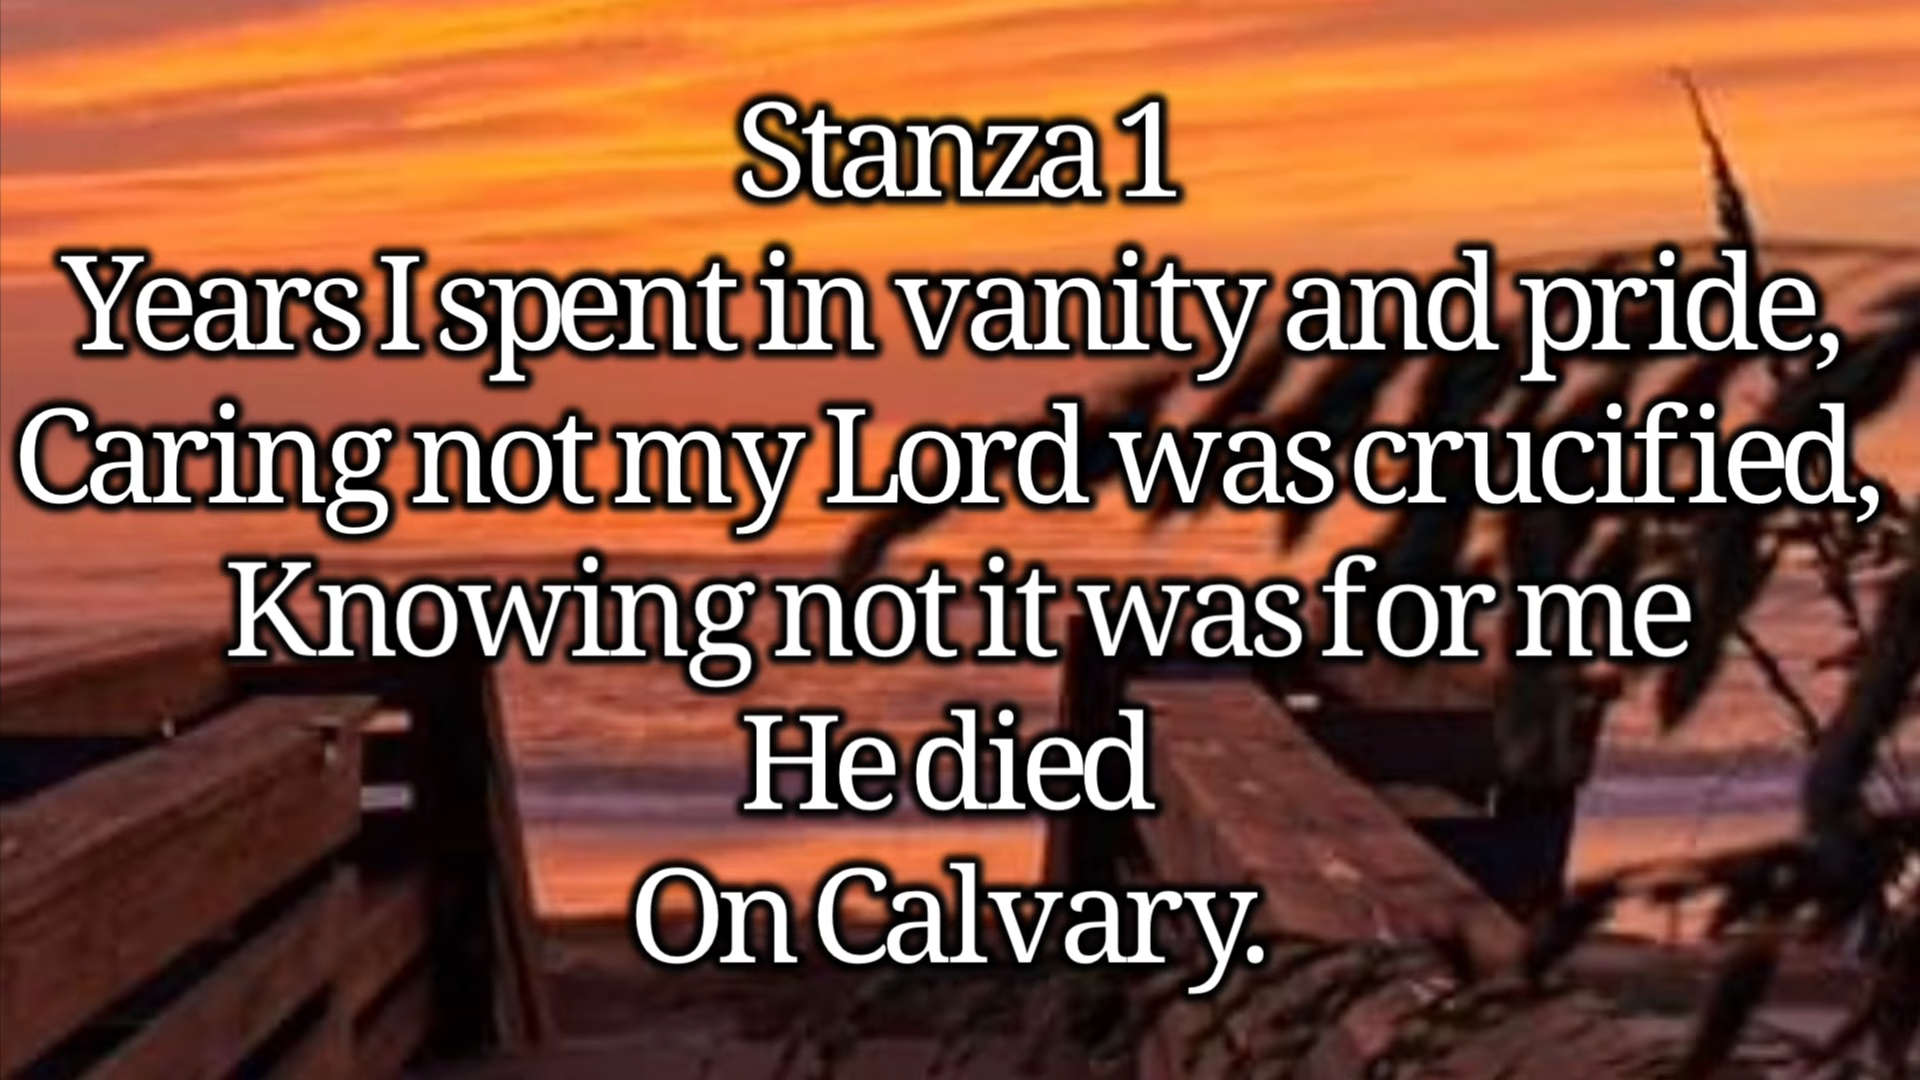 Stanza 1
Years I spent in vanity and pride,
Caring not my Lord was crucified,
Knowing not it was for me
He died
On Calvary.